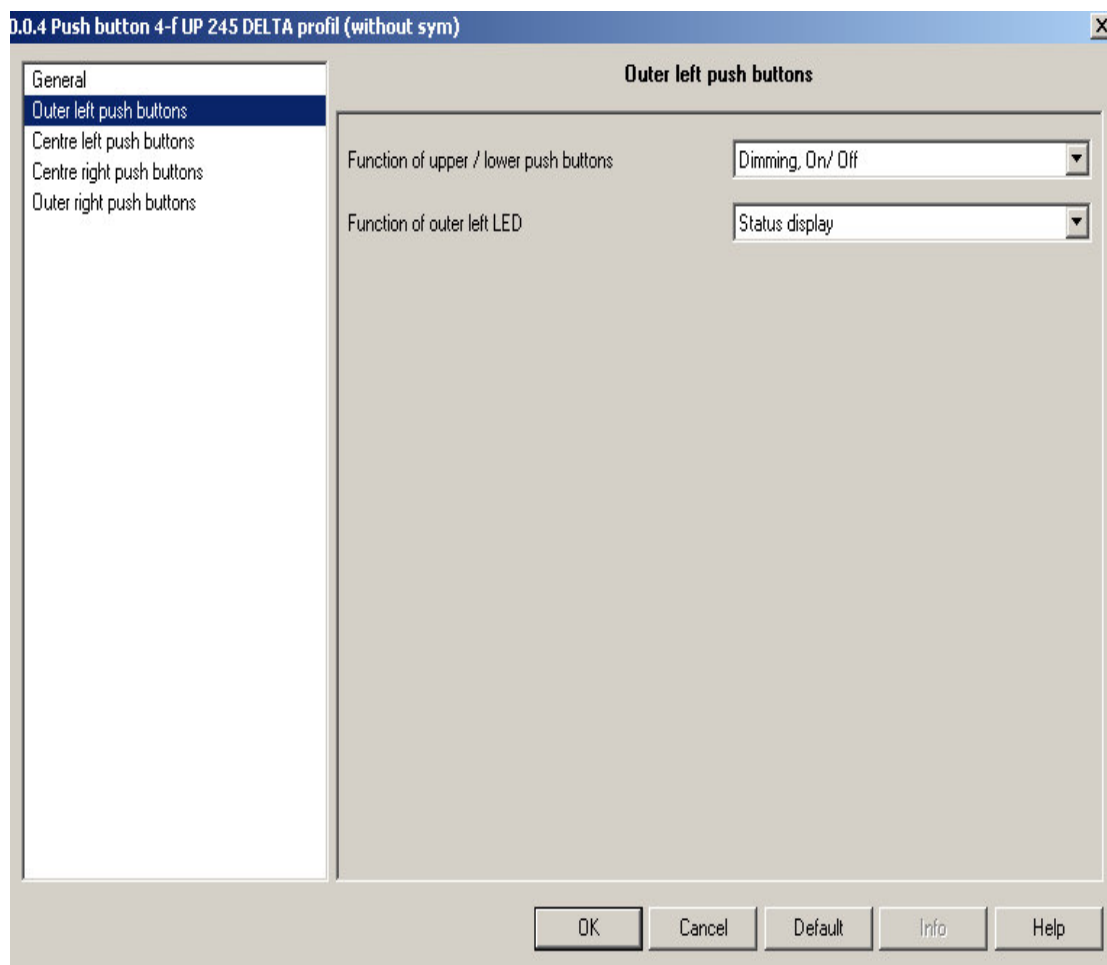 0.0.4 Push button 4-f UP 245 DELTA profil (without sym)
General
Outer left push buttons
Centre left push buttons
Centre right push buttons
Outer right push buttons
Outer left push buttons
Function of upper / lower push buttons Dimming, On/ Off
Function of outer left LED Status display
OK Cancel Default Info Help